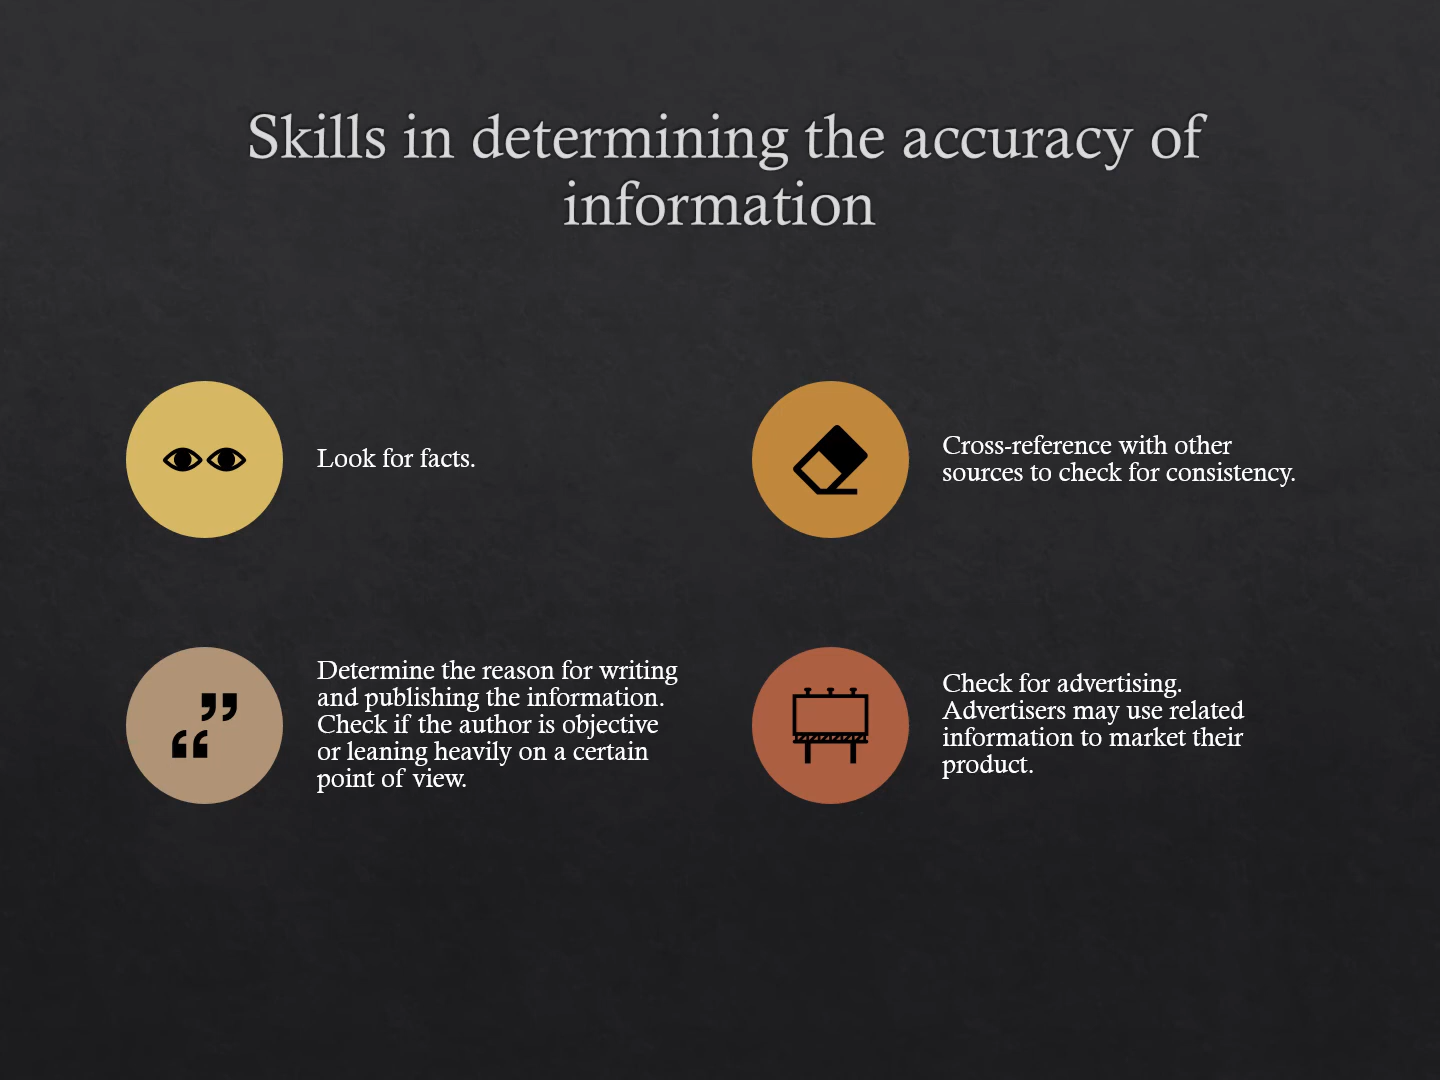 Skills in determining the accuracy of
information
Look for facts.
Cross-reference with other
sources to check for consistency.
Determine the reason for writing
and publishing the information.
Check if the author is objective
or leaning heavily on a certain
point of view.
Check for advertising.
Advertisers may use related
information to market their
product.